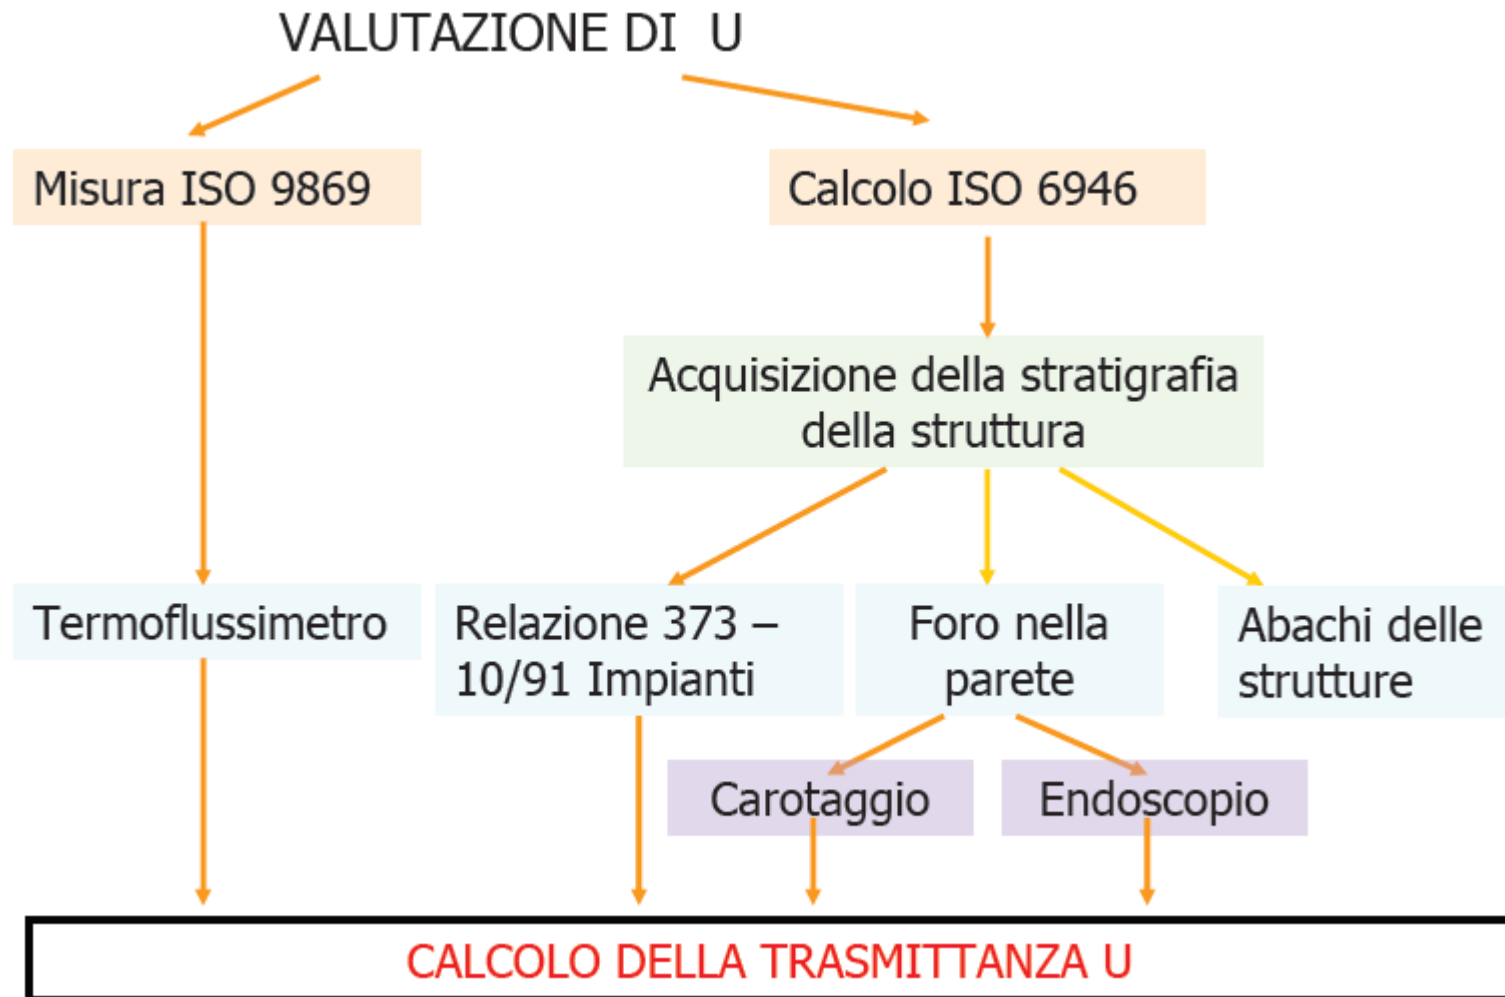 VALUTAZIONE DI U
Misura ISO 9869
Calcolo ISO 6946
Acquisizione della stratigrafia
della struttura
Termoflussimetro
Relazione 373 –
10/91 Impianti
Foro nella
parete
Abachi delle
strutture
Carotaggio
Endoscopio
CALCOLO DELLA TRASMITTANZA U